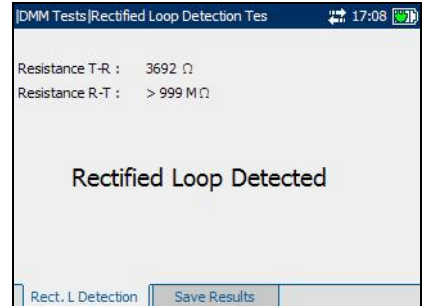 |DMM Tests|Rectified Loop Detection Tes 17:08
Resistance T-R : 3692 Ω
Resistance R-T : > 999 MΩ
Rectified Loop Detected
Rect. L Detection Save Results